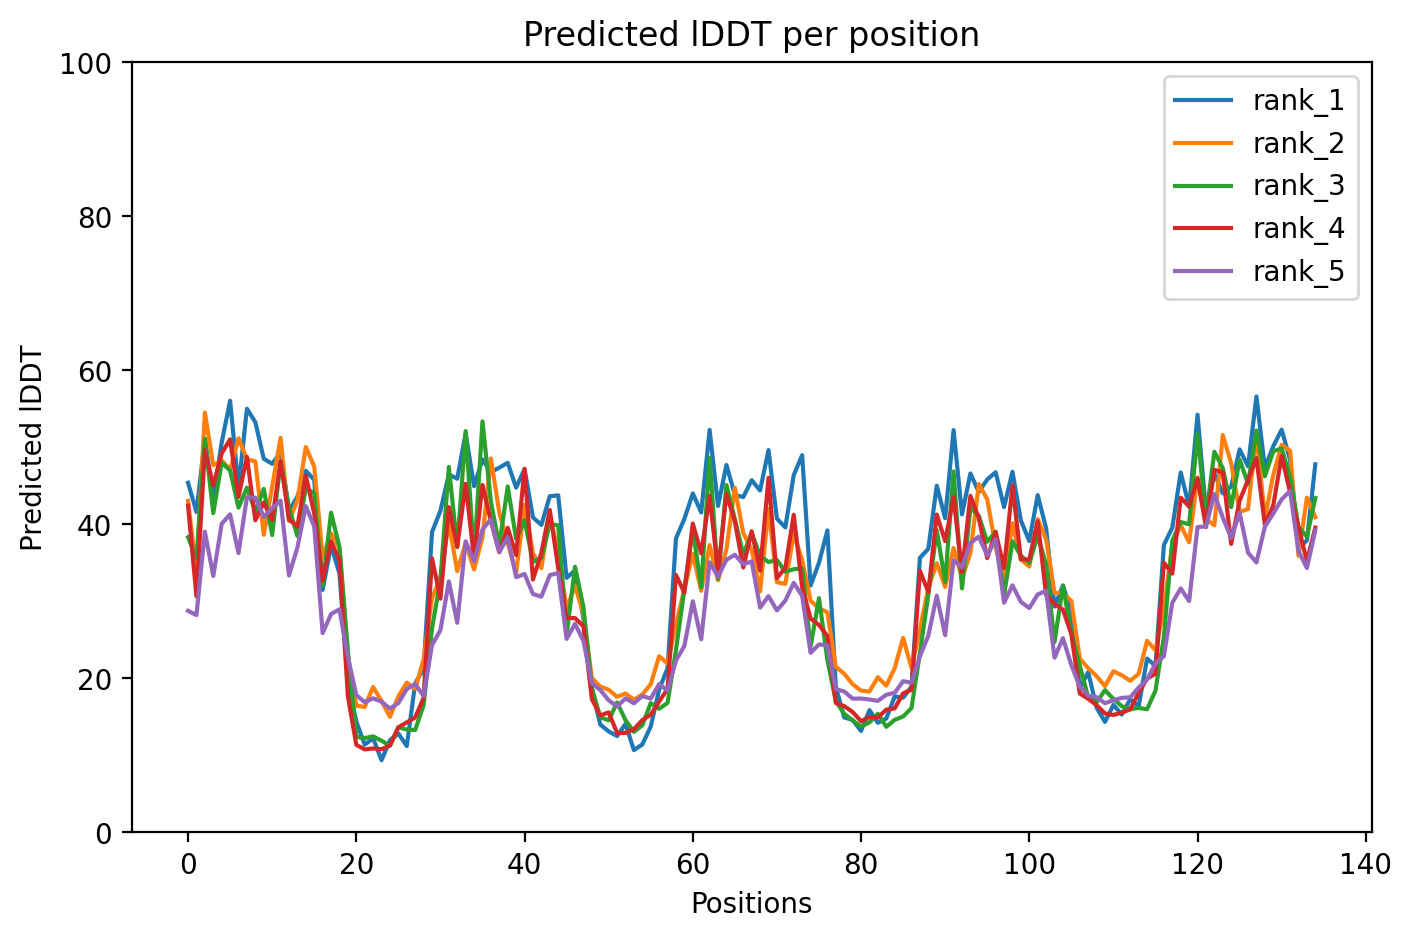 Predicted lDDT per position
100
80
60
40
20
0
Predicted lDDT
0 20 40 60 80 100 120 140
Positions
rank_1
rank_2
rank_3
rank_4
rank_5